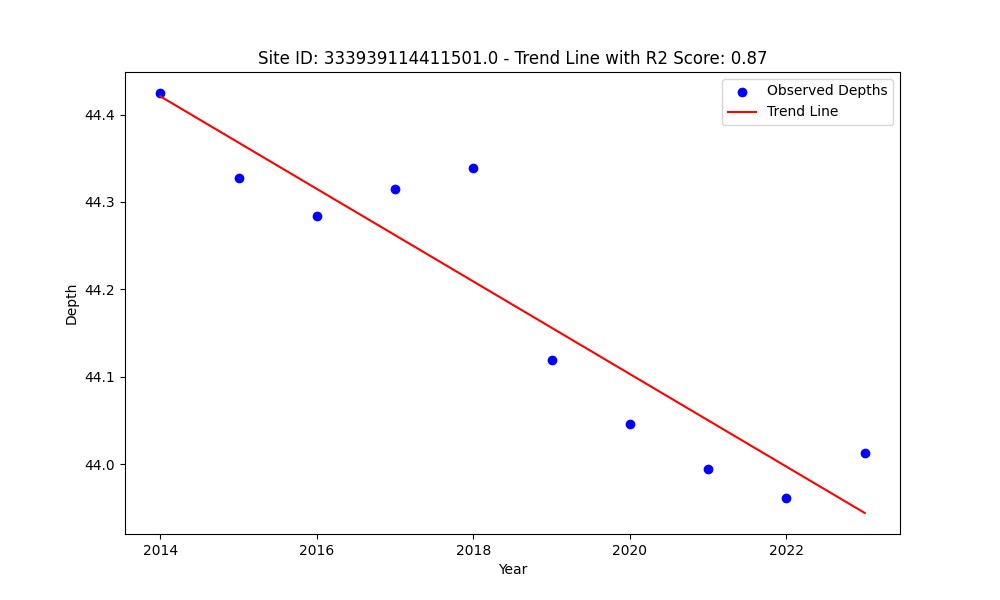 Site ID: 333939114411501.0 - Trend Line with R2 Score: 0.87
Observed Depths
Trend Line
44.4
44.3
44.2
44.1
44.0
Depth
2014
2016
2018
2020
2022
Year